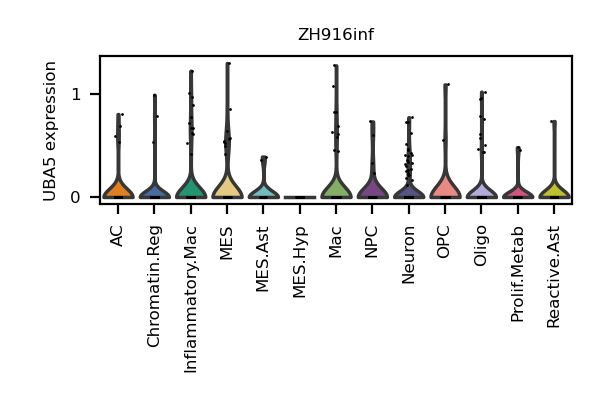 ZH916inf
UBA5 expression
1
0
AC
Chromatin.Reg
Inflammatory.Mac
MES
MES.Ast
MES.Hyp
Mac
NPC
Neuron
OPC
Oligo
Prolif.Metab
Reactive.Ast